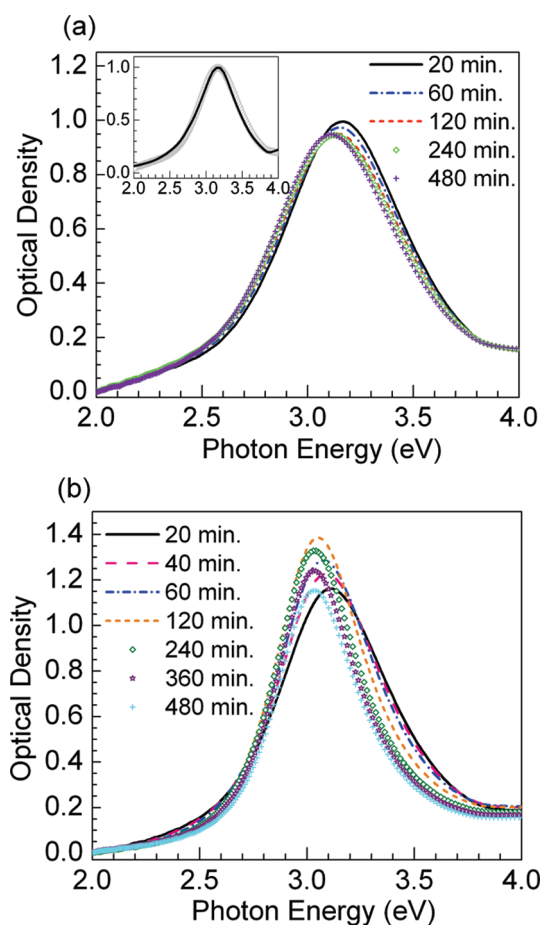 (a)
1.2
1.0
0.8
0.6
0.4
0.2
0.0
Optical Density
1.0
0.5
0.0
2.0 2.5 3.0 3.5 4.0
20 min.
60 min.
120 min.
240 min.
480 min.
2.0 2.5 3.0 3.5 4.0
Photon Energy (eV)
(b)
1.4
1.2
1.0
0.8
0.6
0.4
0.2
0.0
Optical Density
20 min.
40 min.
60 min.
120 min.
240 min.
360 min.
480 min.
2.0 2.5 3.0 3.5 4.0
Photon Energy (eV)